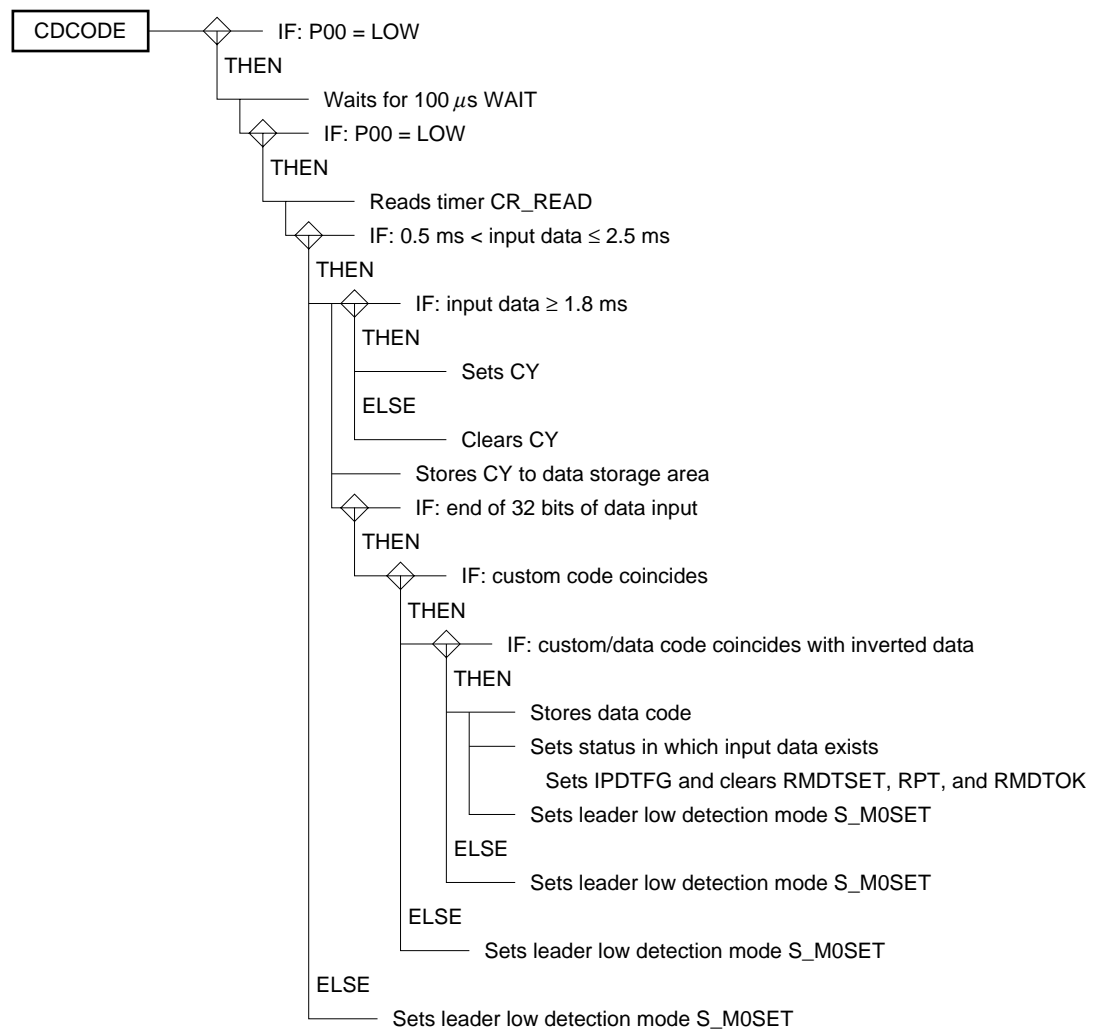 CDCODE
IF: P00 = LOW
THEN
Waits for 100 µs WAIT
IF: P00 = LOW
THEN
Reads timer CR_READ
IF: 0.5 ms < input data ≤ 2.5 ms
THEN
IF: input data ≥ 1.8 ms
THEN
Sets CY
ELSE
Clears CY
Stores CY to data storage area
IF: end of 32 bits of data input
THEN
IF: custom code coincides
THEN
IF: custom/data code coincides with inverted data
THEN
Stores data code
Sets status in which input data exists
Sets IPDTFG and clears RMDTSET, RPT, and RMDTOK
Sets leader low detection mode S_M0SET
ELSE
Sets leader low detection mode S_M0SET
ELSE
Sets leader low detection mode S_M0SET
ELSE
Sets leader low detection mode S_M0SET